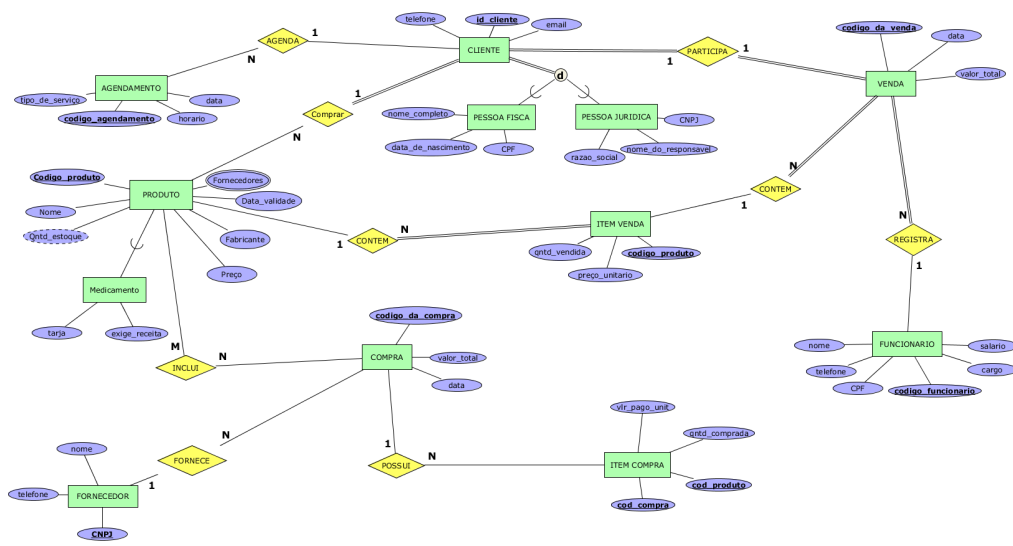 telefone
id_cliente
email
AGENDA
1
CLIENTE
N
1
PARTICIPA
1
codigo_da_venda
data
VENDA
valor_total
AGENDAMENTO
tipo_de_serviço
data
codigo_agendamento
horario
d
Comprar
1
N
nome_completo
PESSOA FISCA
data_de_nascimento
CPF
PESSOA JURIDICA
CNPJ
nome_do_responsavel
razao_social
Codigo_produto
PRODUTO
Fornecedores
Data_validade
Nome
Qntd_estoque
Fabricante
Preço
1
CONTEM
N
ITEM VENDA
qntd_vendida
preço_unitario
codigo_produto
1
CONTEM
N
N
REGISTRA
1
Medicamento
tarja
exige_receita
M
INCLUI
N
codigo_da_compra
COMPRA
valor_total
data
nome
FUNCIONARIO
salario
telefone
cargo
CPF
codigo_funcionario
N
FORNECE
1
nome
telefone
FORNECEDOR
CNPJ
1
POSSUI
N
vlr_pago_unit
qntd_comprada
ITEM COMPRA
cod_produto
cod_compra